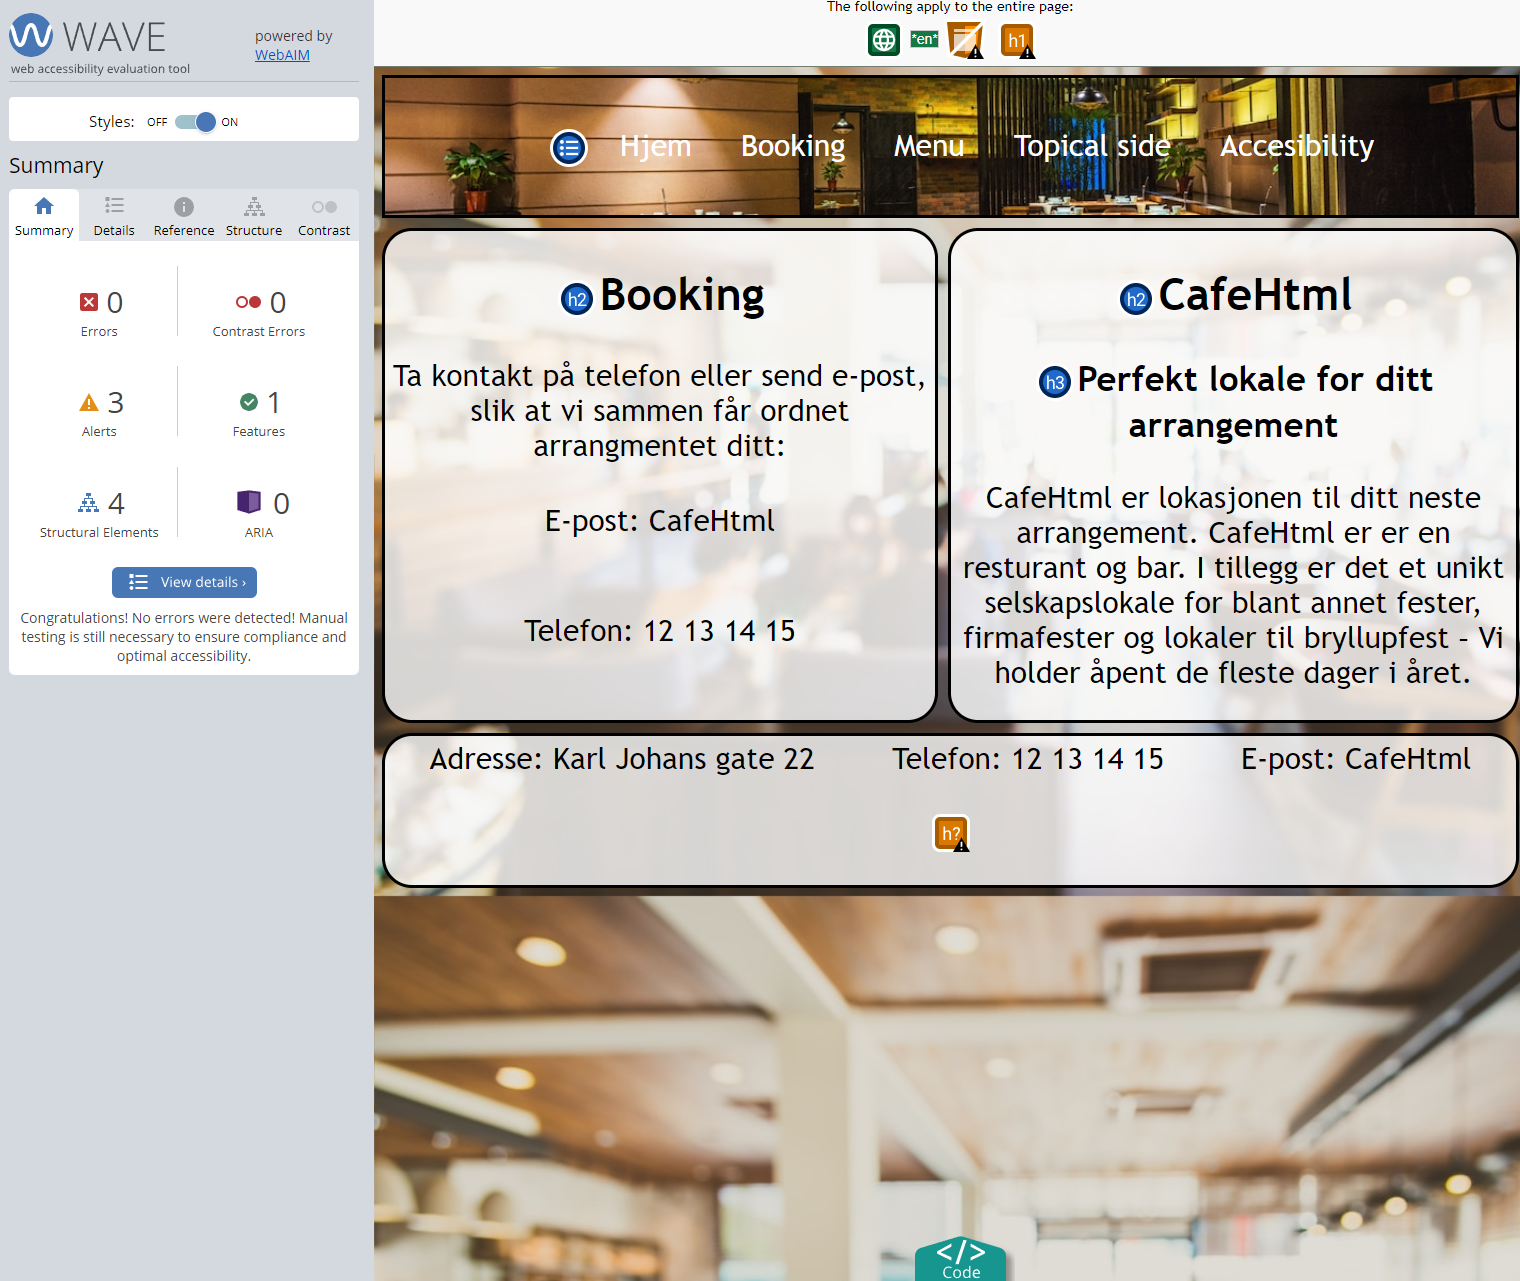 WAVE
web accessibility evaluation tool
powered by
WebAIM
Styles: OFF ON
Summary
Summary Details Reference Structure Contrast
0
Errors
0
Contrast Errors
3
Alerts
1
Features
4
Structural Elements
0
ARIA
View details ›
Congratulations! No errors were detected! Manual
testing is still necessary to ensure compliance and
optimal accessibility.
The following apply to the entire page:
*en*
h1
Hjem Booking Menu Topical side Accesibility
h2 Booking
Ta kontakt på telefon eller send e-post,
slik at vi sammen får ordnet
arrangmentet ditt:
E-post: CafeHtml
Telefon: 12 13 14 15
h2 CafeHtml
h3 Perfekt lokale for ditt
arrangement
CafeHtml er lokasjonen til ditt neste
arrangement. CafeHtml er er en
resturant og bar. I tillegg er det et unikt
selskapslokale for blant annet fester,
firmafester og lokaler til bryllupfest – Vi
holder åpent de fleste dager i året.
Adresse: Karl Johans gate 22 Telefon: 12 13 14 15 E-post: CafeHtml
h?
</>
Code